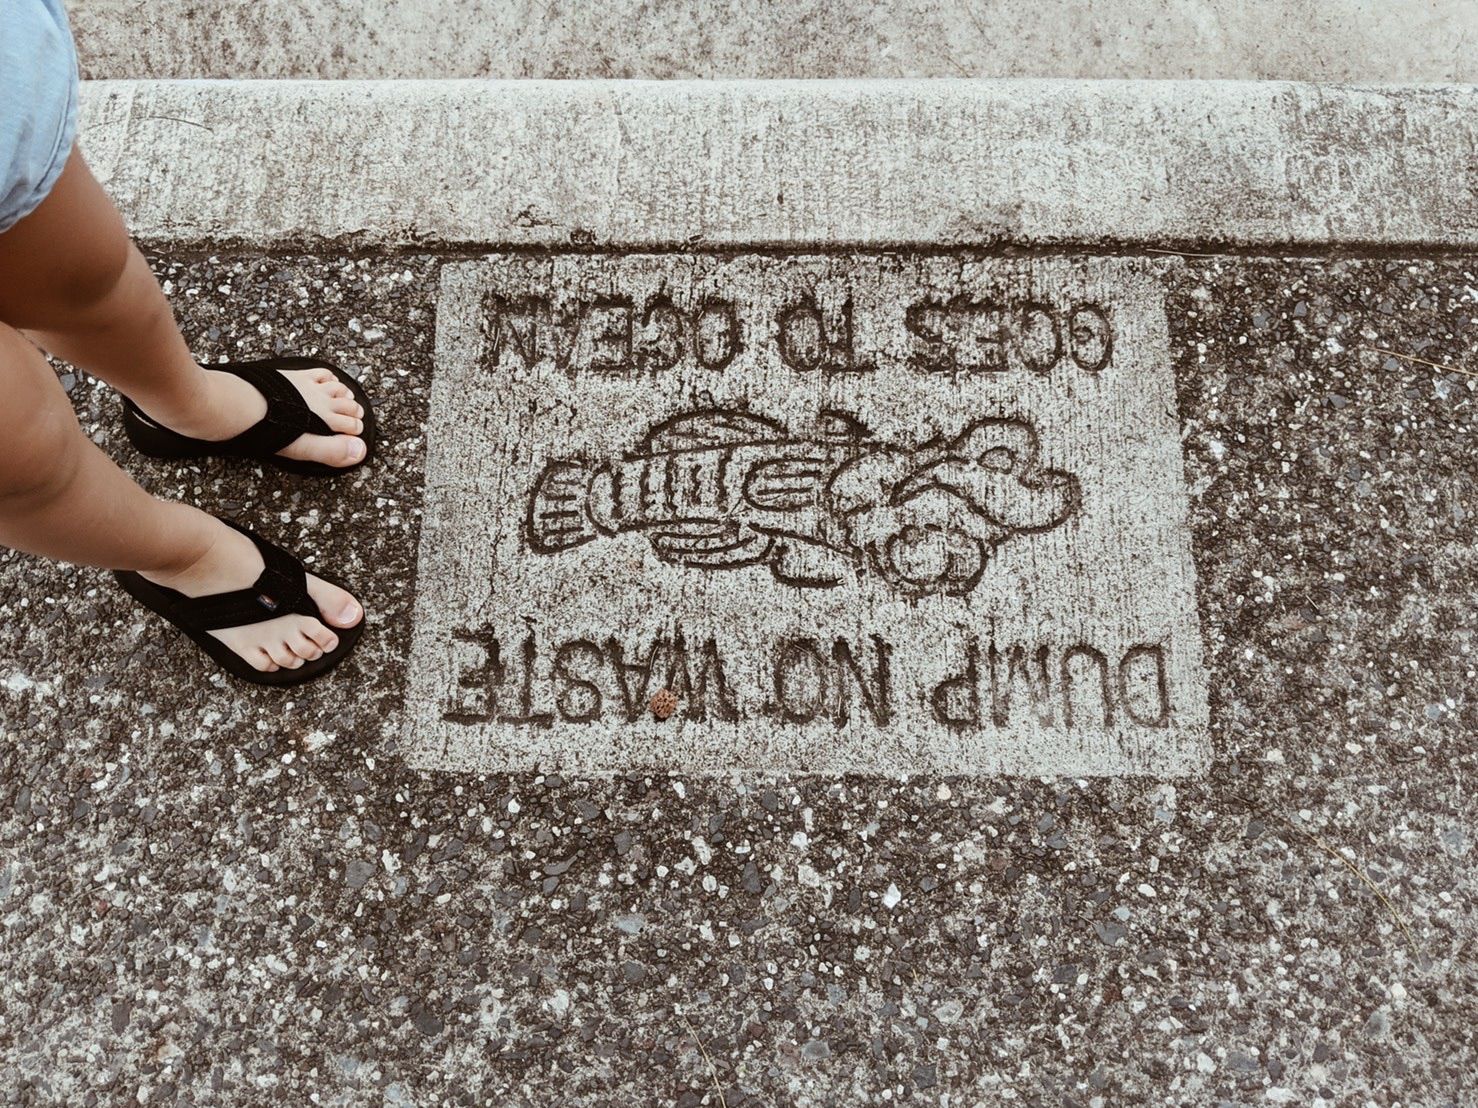 DUMP NO WASTE
GOES TO OCEAN